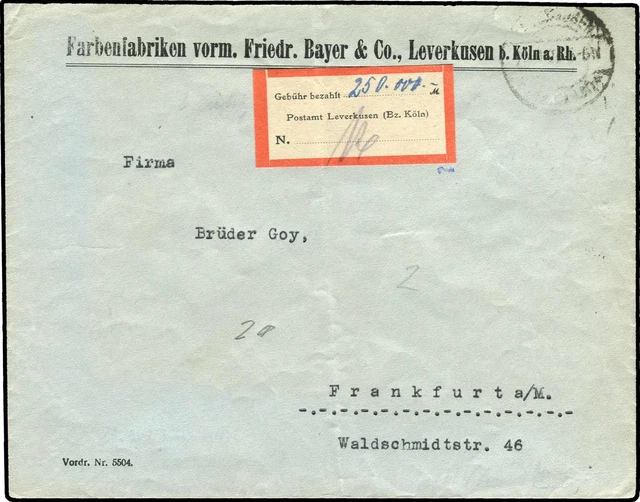 Farbenfabriken vorm. Friedr. Bayer & Co., Leverkusen b. Köln a. Rh.
Gebühr bezahlt 250.000.- M
Postamt Leverkusen (Bz. Köln)
N.
Firma
Brüder Goy,
2
20
Frankfurt a/M.
Waldschmidtstr. 46
Vordr. Nr. 5504.